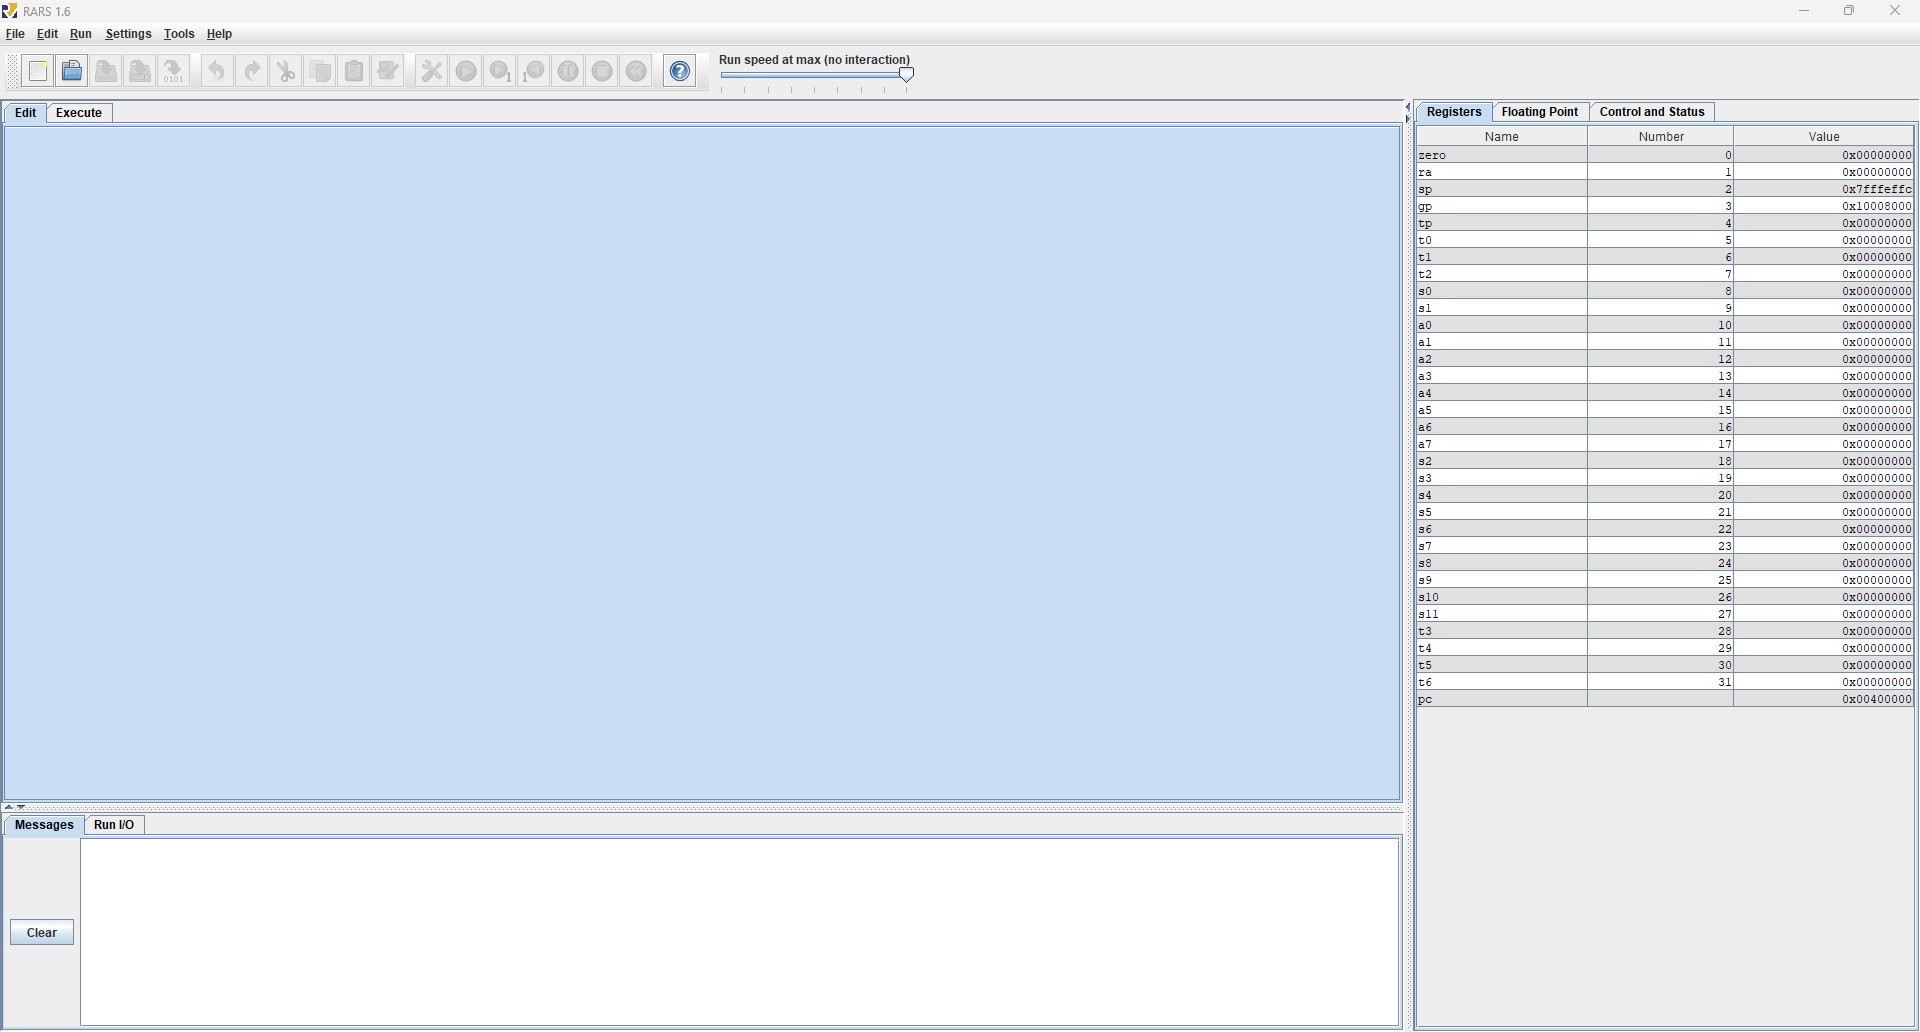 RARS 1.6
File Edit Run Settings Tools Help
0101
1
1
?
Run speed at max (no interaction)
Edit Execute
Registers Floating Point Control and Status
Name Number Value
zero 0 0x00000000
ra 1 0x00000000
sp 2 0x7fffeffc
gp 3 0x10008000
tp 4 0x00000000
t0 5 0x00000000
t1 6 0x00000000
t2 7 0x00000000
s0 8 0x00000000
s1 9 0x00000000
a0 10 0x00000000
a1 11 0x00000000
a2 12 0x00000000
a3 13 0x00000000
a4 14 0x00000000
a5 15 0x00000000
a6 16 0x00000000
a7 17 0x00000000
s2 18 0x00000000
s3 19 0x00000000
s4 20 0x00000000
s5 21 0x00000000
s6 22 0x00000000
s7 23 0x00000000
s8 24 0x00000000
s9 25 0x00000000
s10 26 0x00000000
s11 27 0x00000000
t3 28 0x00000000
t4 29 0x00000000
t5 30 0x00000000
t6 31 0x00000000
pc 0x00400000
Messages Run I/O
Clear